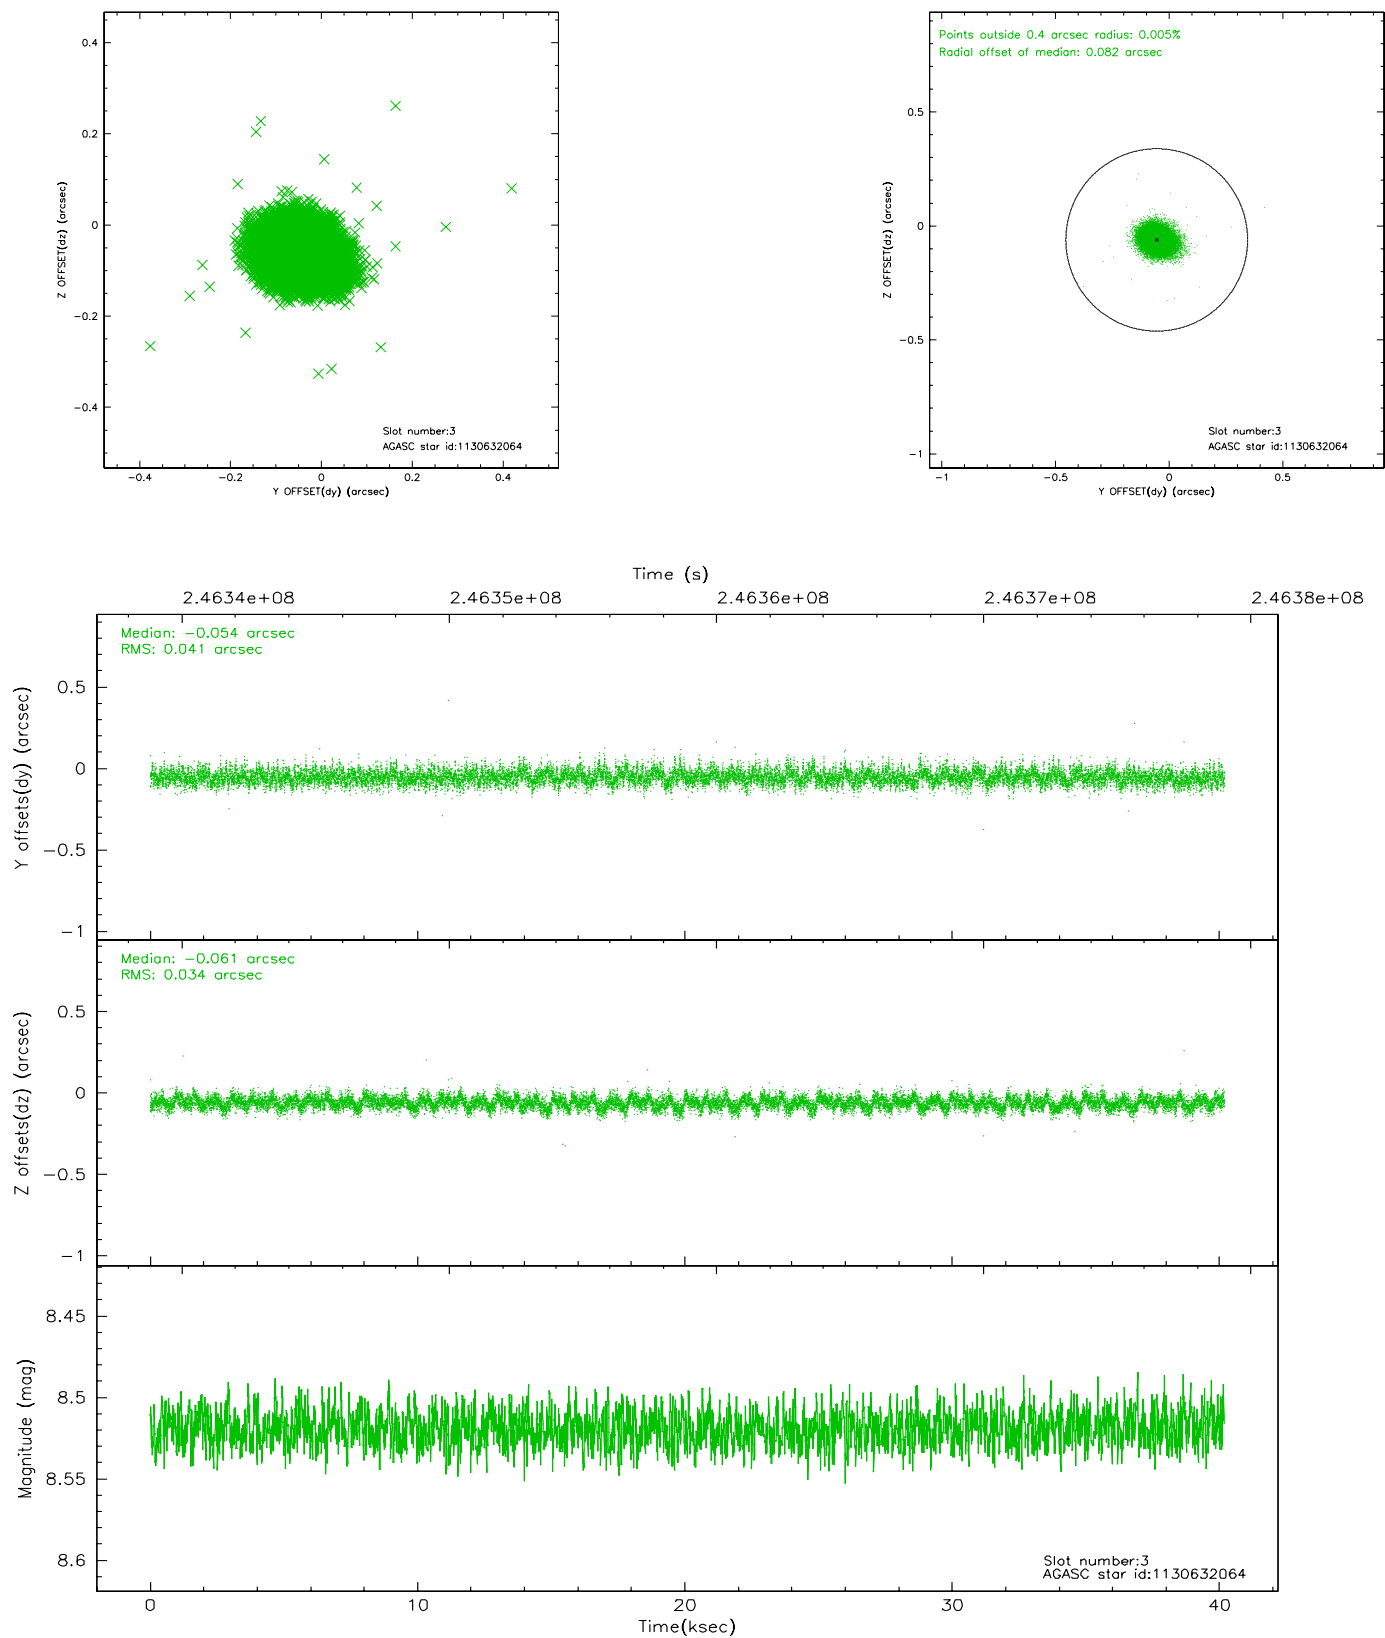 0.4
0.2
0
−0.2
−0.4
Z OFFSET(dz) (arcsec)
Slot number:3
AGASC star id:1130632064
−0.4 −0.2 0 0.2 0.4
Y OFFSET(dy) (arcsec)
Points outside 0.4 arcsec radius: 0.005%
Radial offset of median: 0.082 arcsec
0.5
0
−0.5
−1
Z OFFSET(dz) (arcsec)
Slot number:3
AGASC star id:1130632064
−1 −0.5 0 0.5
Y OFFSET(dy) (arcsec)
Time (s)
2.4634e+08 2.4635e+08 2.4636e+08 2.4637e+08 2.4638e+08
Median: −0.054 arcsec
RMS: 0.041 arcsec
0.5
0
−0.5
−1
Y offsets(dy) (arcsec)
Median: −0.061 arcsec
RMS: 0.034 arcsec
0.5
0
−0.5
−1
Z offsets(dz) (arcsec)
8.45
8.5
8.55
8.6
Magnitude (mag)
Slot number:3
AGASC star id:1130632064
0 10 20 30 40
Time(ksec)